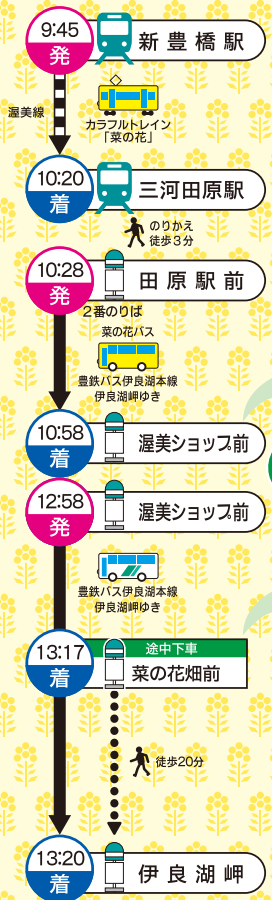 9:45
発
新豊橋駅
渥美線
カラフルトレイン
「菜の花」
10:20
着
三河田原駅
のりかえ
徒歩3分
10:28
発
田原駅前
2番のりば
菜の花バス
豊鉄バス伊良湖本線
伊良湖岬ゆき
10:58
着
渥美ショップ前
12:58
発
渥美ショップ前
豊鉄バス伊良湖本線
伊良湖岬ゆき
13:17
着
途中下車
菜の花畑前
徒歩20分
13:20
着
伊良湖岬